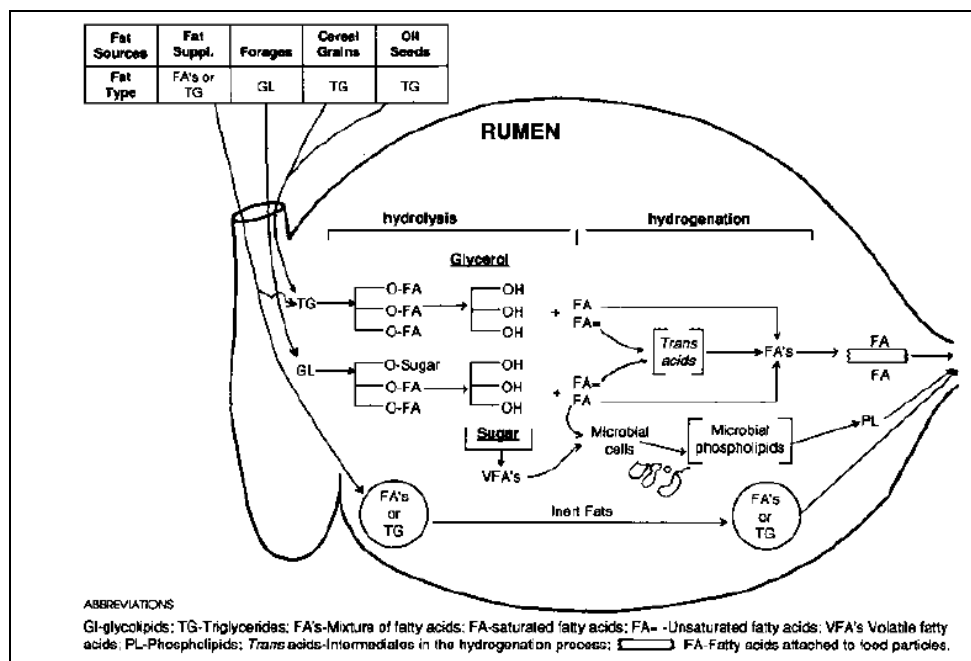 Fat Sources Fat Suppl. Forages Cereal Grains Oil Seeds
Fat Type FA's or TG GL TG TG
RUMEN
hydrolysis hydrogenation
Glycerol
TG O-FA O-FA O-FA OH OH OH + FA FA=
Trans acids FA's FA FA
GL O-Sugar O-FA O-FA OH OH OH + FA= FA
Sugar
VFA's Microbial cells Microbial phospholipids PL
FA's or TG Inert Fats FA's or TG
ABBREVIATIONS
Gl-glycolipids; TG-Triglycerides; FA's-Mixture of fatty acids; FA-saturated fatty acids; FA= -Unsaturated fatty acids; VFA's Volatile fatty
acids; PL-Phospholipids; Trans acids-Intermediates in the hydrogenation process; FA-Fatty acids attached to food particles.